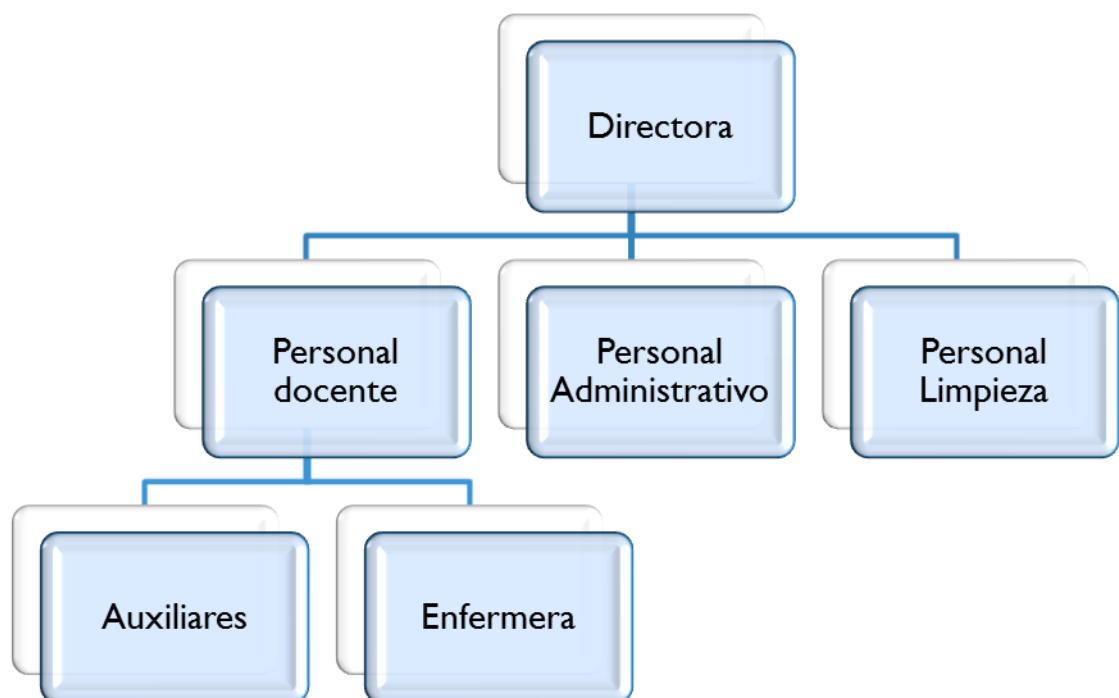 Directora
Personal
docente
Personal
Administrativo
Personal
Limpieza
Auxiliares
Enfermera